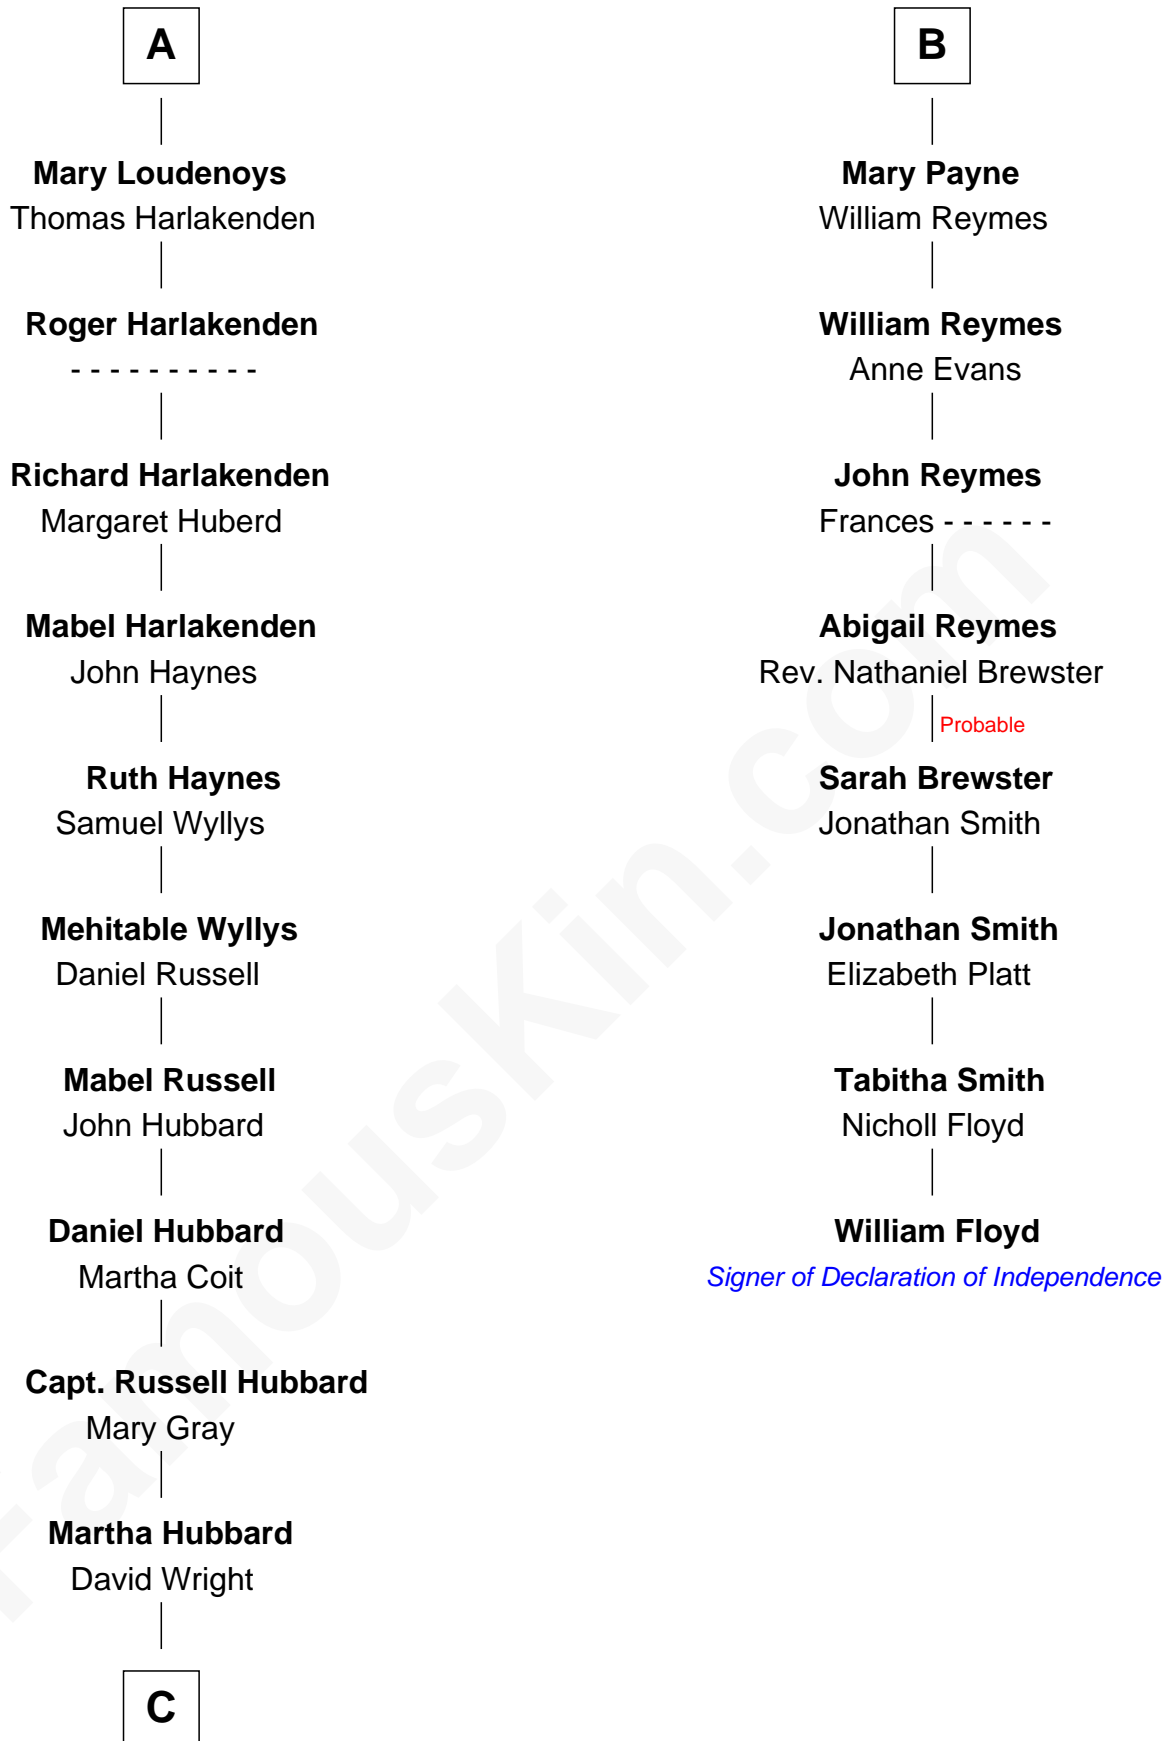 A
Mary Loudenoys
Thomas Harlakenden
Roger Harlakenden
- - - - - - - - - -
Richard Harlakenden
Margaret Huberd
Mabel Harlakenden
John Haynes
Ruth Haynes
Samuel Wyllys
Mehitable Wyllys
Daniel Russell
Mabel Russell
John Hubbard
Daniel Hubbard
Martha Coit
Capt. Russell Hubbard
Mary Gray
Martha Hubbard
David Wright
C
B
Mary Payne
William Reymes
William Reymes
Anne Evans
John Reymes
Frances - - - - - -
Abigail Reymes
Rev. Nathaniel Brewster
Probable
Sarah Brewster
Jonathan Smith
Jonathan Smith
Elizabeth Platt
Tabitha Smith
Nicholl Floyd
William Floyd
Signer of Declaration of Independence
FamousKin.com